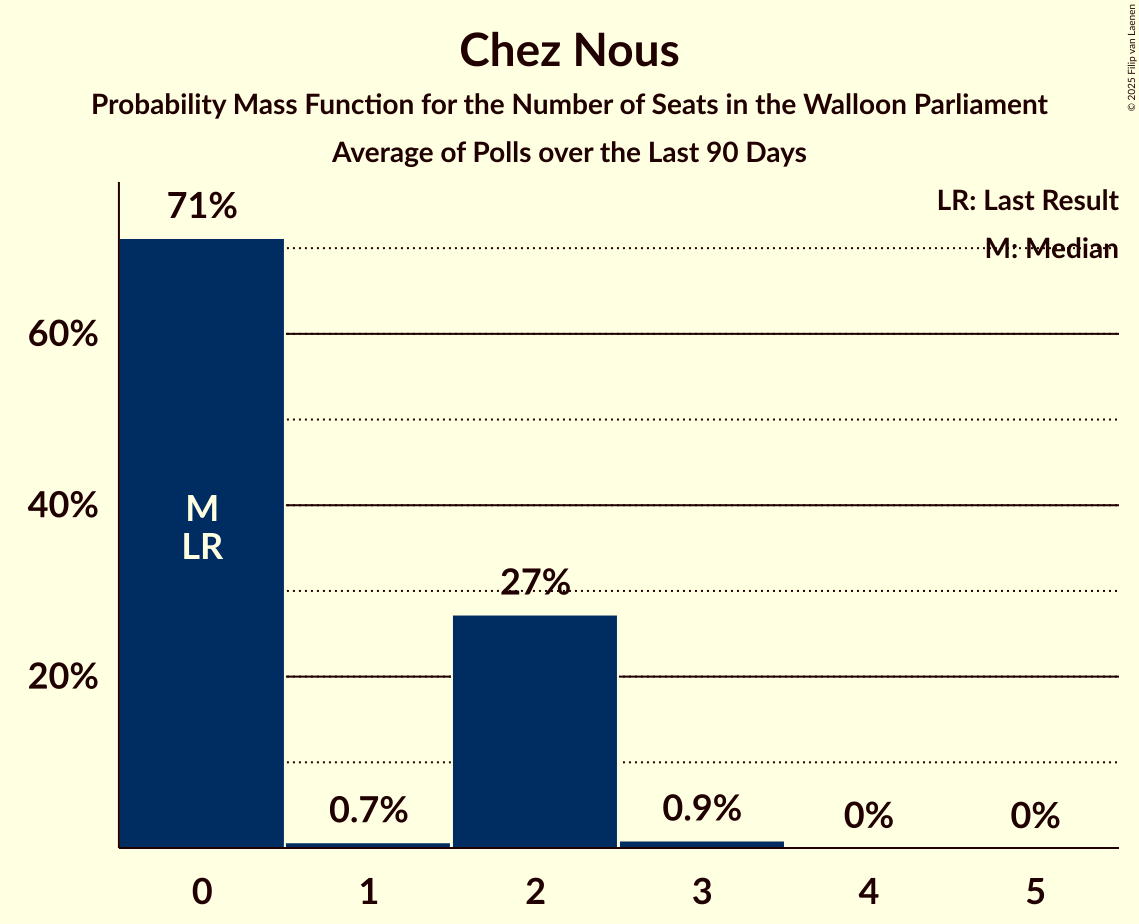 Chez Nous
Probability Mass Function for the Number of Seats in the Walloon Parliament
Average of Polls over the Last 90 Days
© 2025 Filip van Laenen
LR: Last Result
M: Median
71%
60%
40%
20%
M
LR
0.7%
27%
0.9%
0%
0%
0
1
2
3
4
5